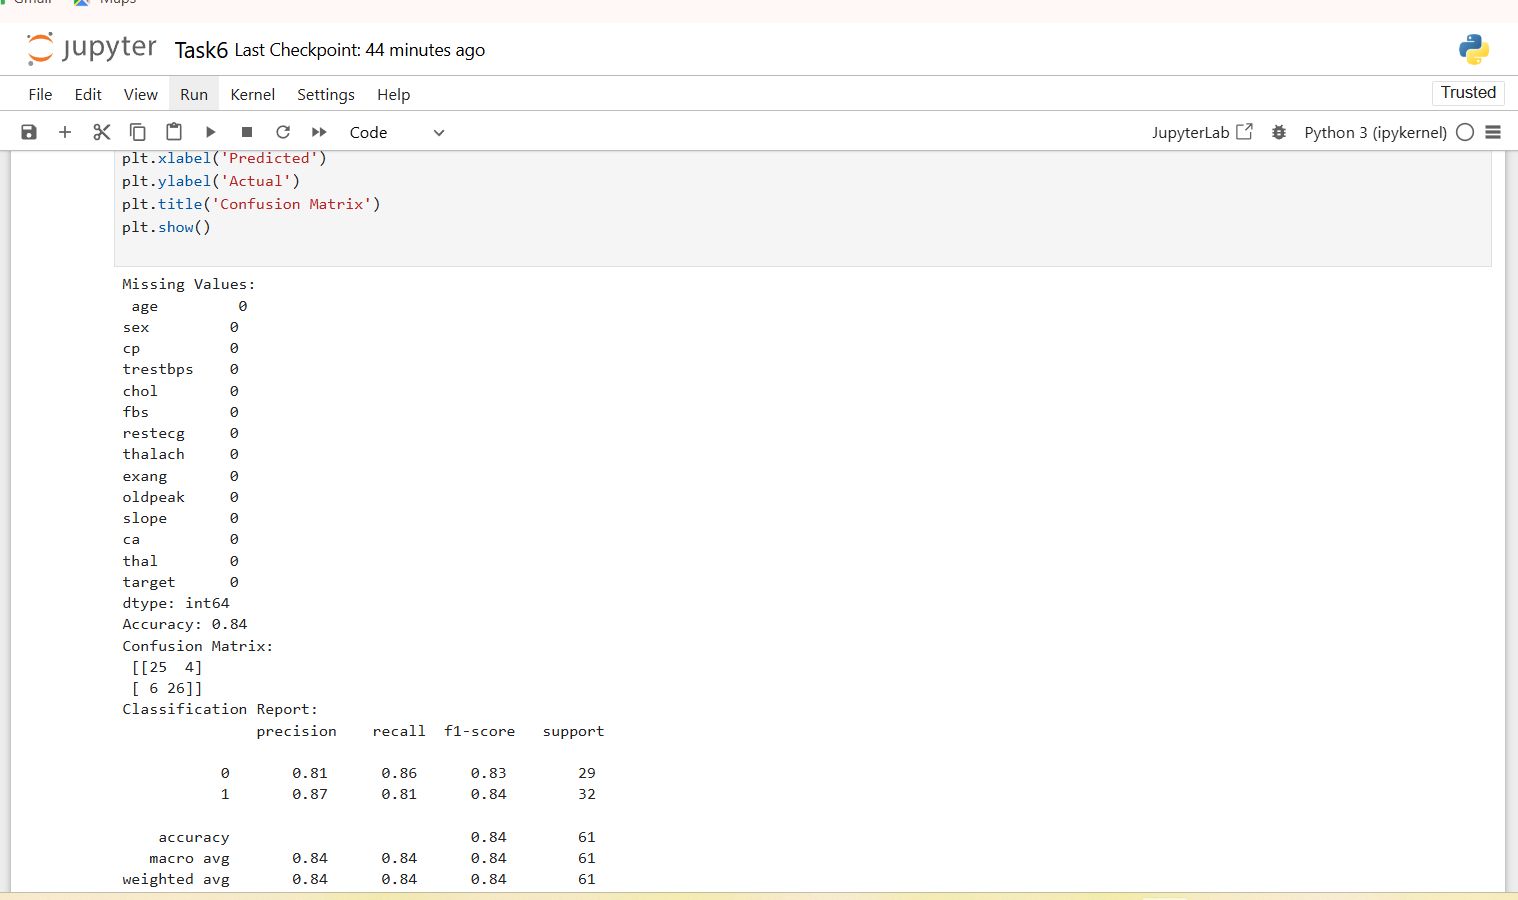 Gmail Maps
jupyter Task6 Last Checkpoint: 44 minutes ago
File Edit View Run Kernel Settings Help Trusted
Code JupyterLab Python 3 (ipykernel)
plt.xlabel('Predicted')
plt.ylabel('Actual')
plt.title('Confusion Matrix')
plt.show()
Missing Values:
 age         0
sex         0
cp          0
trestbps    0
chol        0
fbs         0
restecg     0
thalach     0
exang       0
oldpeak     0
slope       0
ca          0
thal        0
target      0
dtype: int64
Accuracy: 0.84
Confusion Matrix:
 [[25  4]
 [ 6 26]]
Classification Report:
               precision    recall  f1-score   support
           0       0.81      0.86      0.83        29
           1       0.87      0.81      0.84        32
    accuracy                           0.84        61
   macro avg       0.84      0.84      0.84        61
weighted avg       0.84      0.84      0.84        61